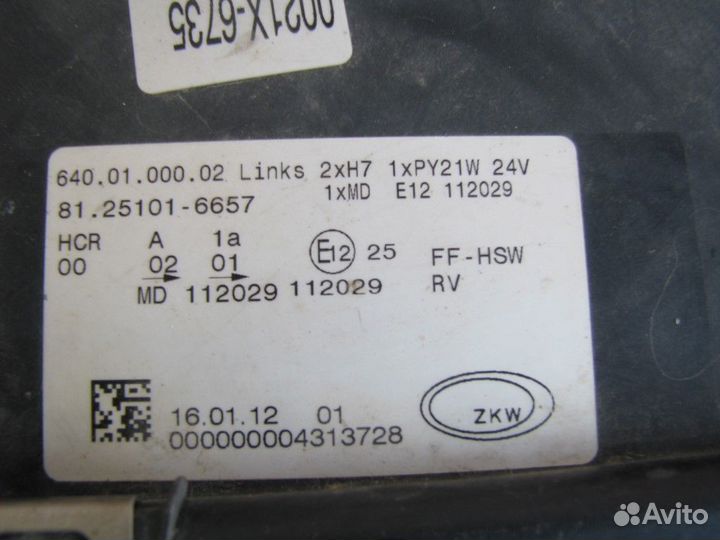 0021X-6735
640.01.000.02 Links 2xH7 1xPY21W 24V
81.25101-6657 1xMD E12 112029
HCR A 1a E12 25 FF-HSW
00 02 01 RV
MD 112029 112029
16.01.12 01
000000004313728
ZKW
Avito